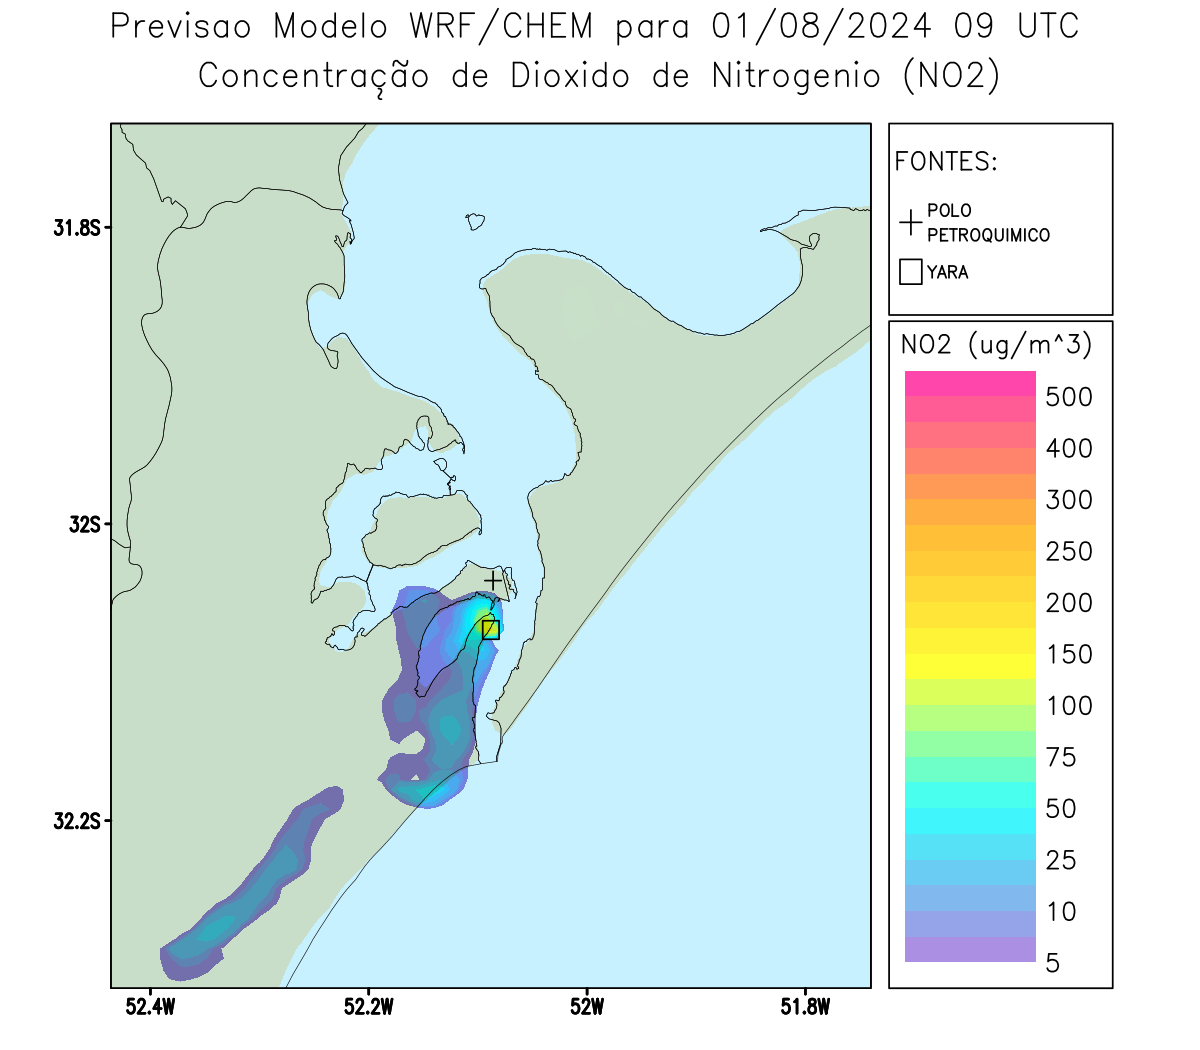 Previsao Modelo WRF/CHEM para 01/08/2024 09 UTC
Concentração de Dioxido de Nitrogenio (NO2)
FONTES:
POLO
PETROQUIMICO
YARA
NO2 (ug/m^3)
500
400
300
250
200
150
100
75
50
25
10
5
31.8S
32S
32.2S
52.4W
52.2W
52W
51.8W